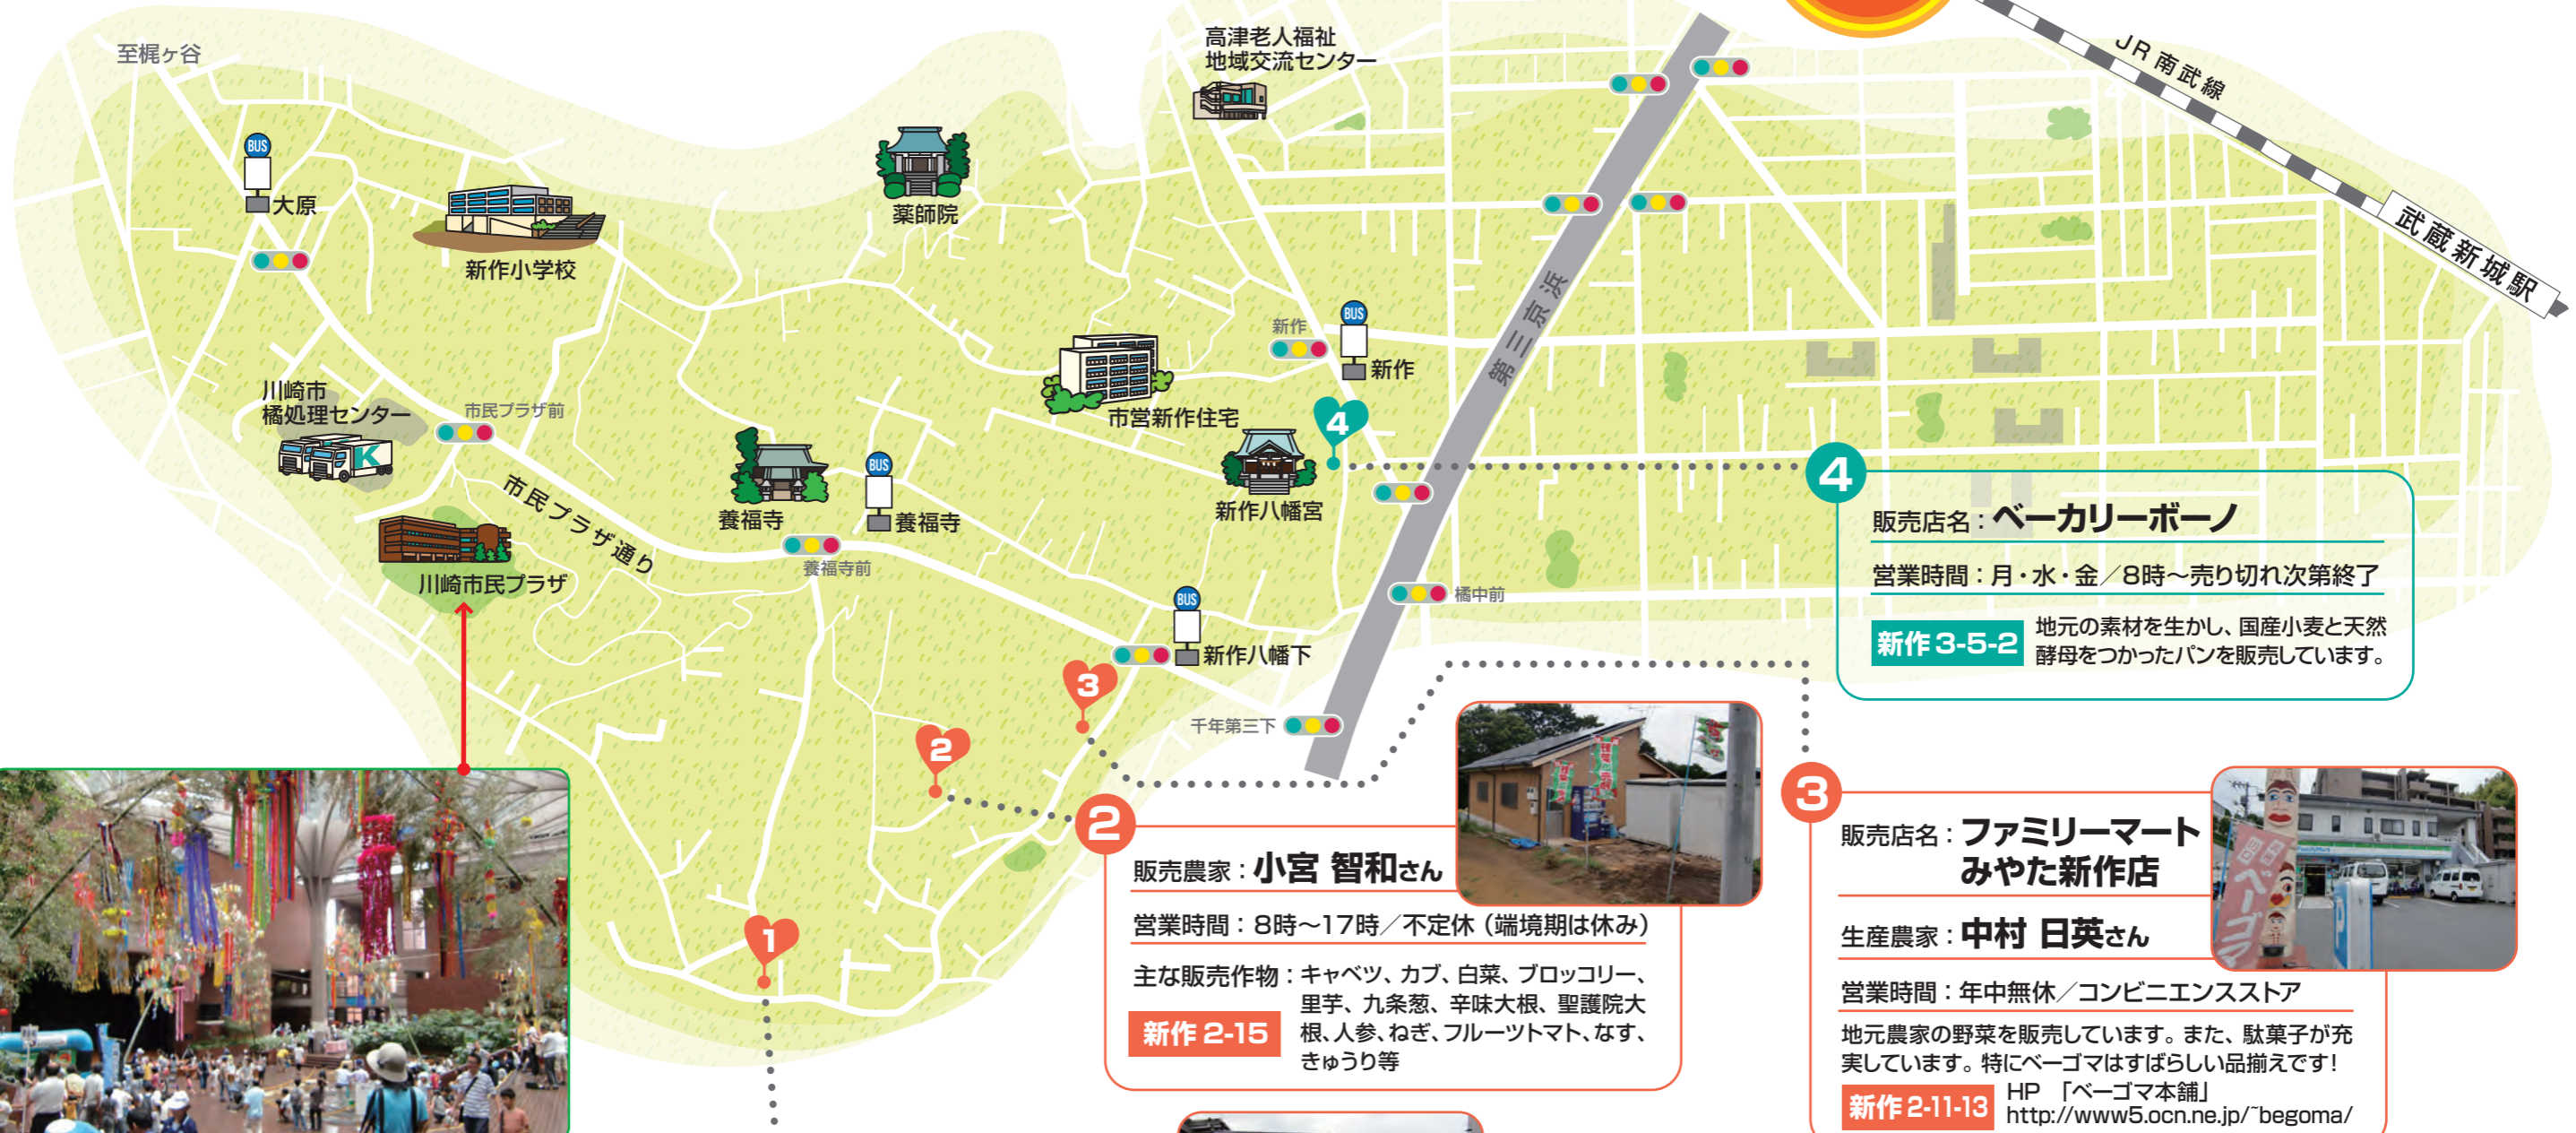 至梶ヶ谷
高津老人福祉
地域交流センター
JR南武線
武蔵新城駅
BUS
大原
新作小学校
薬師院
第三京浜
新作
BUS
新作
川崎市
橘処理センター
K
市民プラザ前
市営新作住宅
4
新作八幡宮
市民プラザ通り
養福寺
BUS
養福寺
養福寺前
川崎市民プラザ
橘中前
BUS
新作八幡下
千年第三下
3
2
1
4
販売店名：ベーカリーボーノ
営業時間：月・水・金／8時〜売り切れ次第終了
新作 3-5-2
地元の素材を生かし、国産小麦と天然
酵母をつかったパンを販売しています。
2
販売農家：小宮 智和さん
営業時間：8時〜17時／不定休（端境期は休み）
主な販売作物：キャベツ、カブ、白菜、ブロッコリー、
里芋、九条葱、辛味大根、聖護院大
根、人参、ねぎ、フルーツトマト、なす、
きゅうり等
新作 2-15
3
販売店名：ファミリーマート
みやた新作店
生産農家：中村 日英さん
営業時間：年中無休／コンビニエンスストア
地元農家の野菜を販売しています。また、駄菓子が充
実しています。特にベーゴマはすばらしい品揃えです！
新作 2-11-13
HP 「ベーゴマ本舗」
http://www5.ocn.ne.jp/~begoma/
FamilyMart
ベーゴマ
P